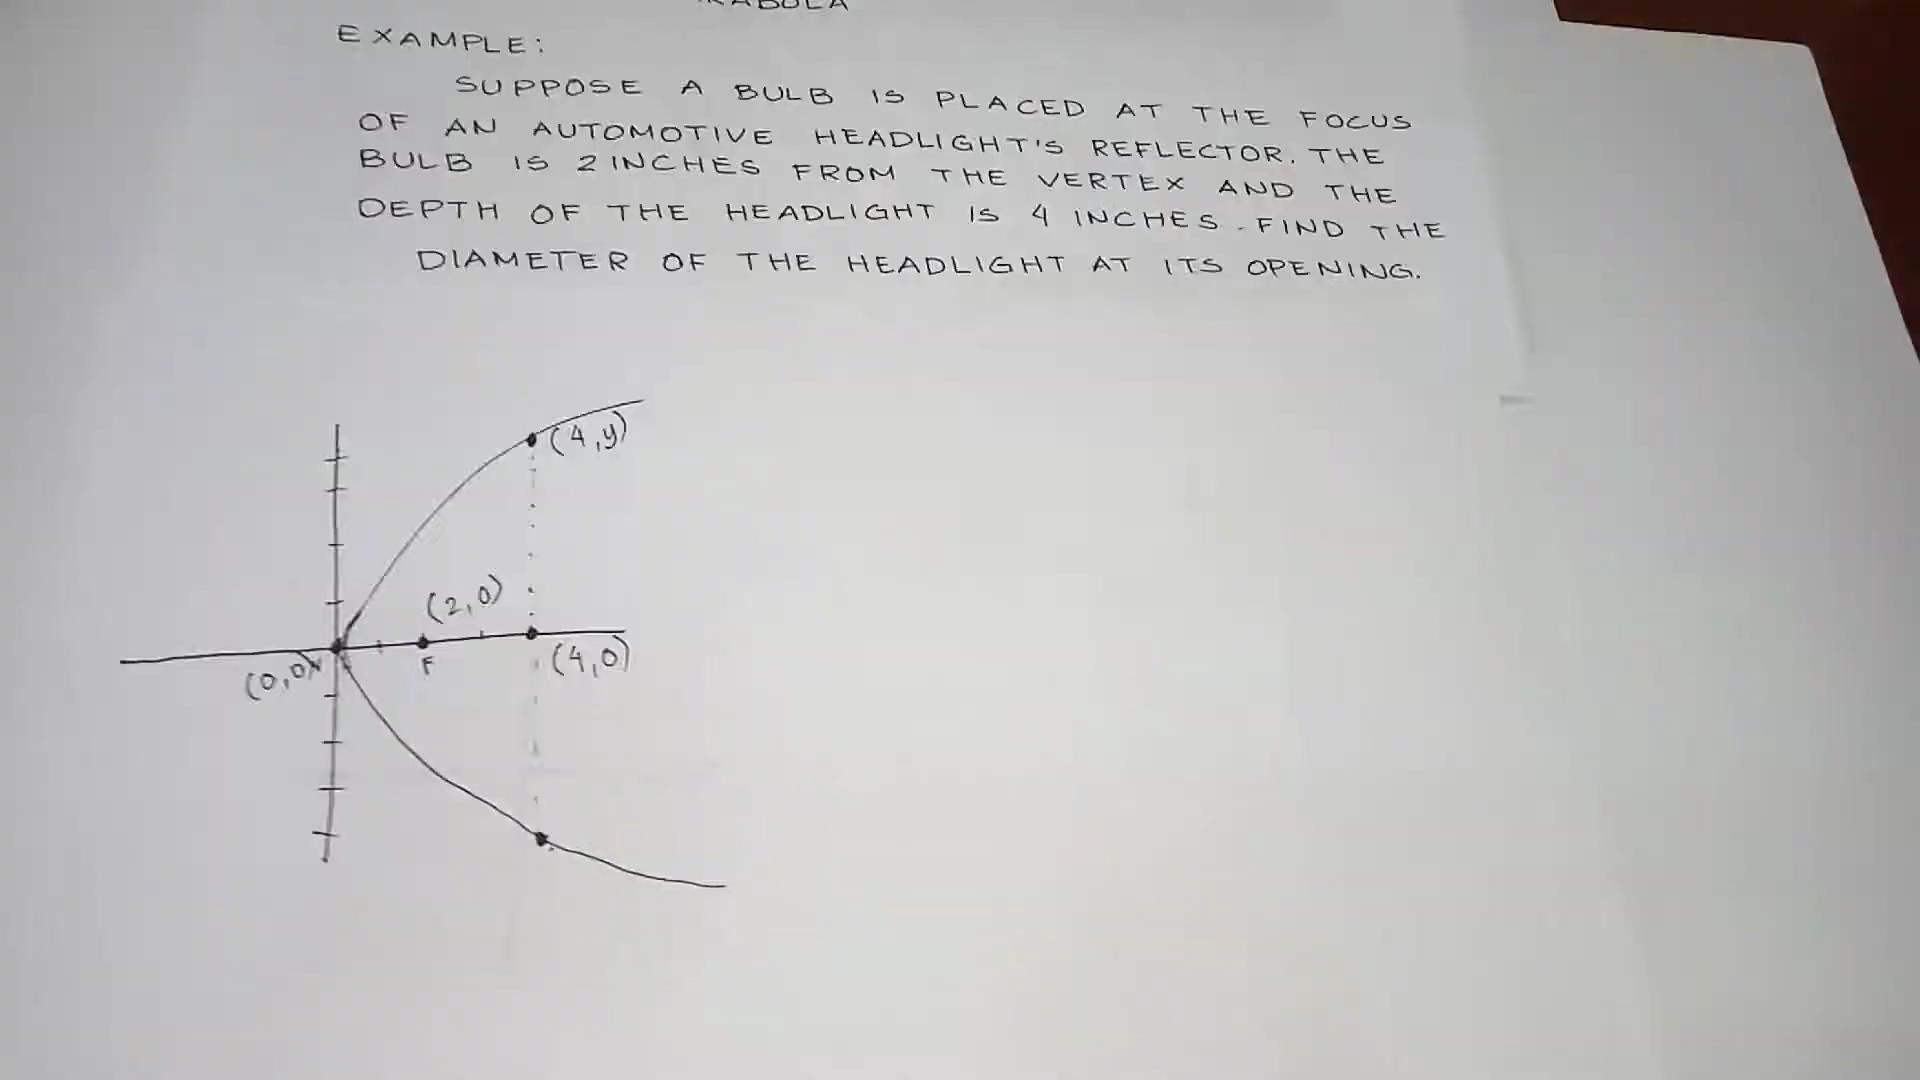 EXAMPLE:
SUPPOSE A BULB IS PLACED AT THE FOCUS
OF AN AUTOMOTIVE HEADLIGHT'S REFLECTOR. THE
BULB IS 2 INCHES FROM THE VERTEX AND THE
DEPTH OF THE HEADLIGHT IS 4 INCHES. FIND THE
DIAMETER OF THE HEADLIGHT AT ITS OPENING.
(4,y)
(2,0)
(0,0) V
F
(4,0)